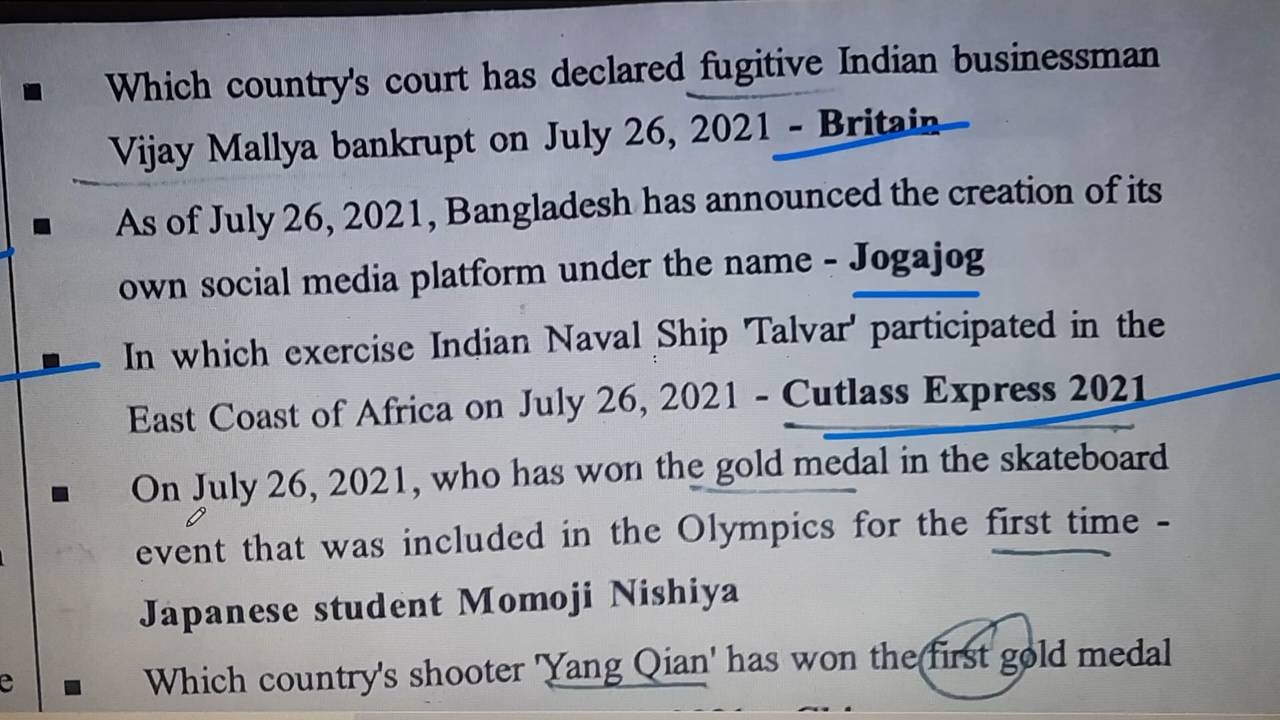 ▪ Which country's court has declared fugitive Indian businessman
Vijay Mallya bankrupt on July 26, 2021 - Britain
▪ As of July 26, 2021, Bangladesh has announced the creation of its
own social media platform under the name - Jogajog
▪ In which exercise Indian Naval Ship 'Talvar' participated in the
East Coast of Africa on July 26, 2021 - Cutlass Express 2021
▪ On July 26, 2021, who has won the gold medal in the skateboard
event that was included in the Olympics for the first time -
Japanese student Momoji Nishiya
▪ Which country's shooter 'Yang Qian' has won the first gold medal